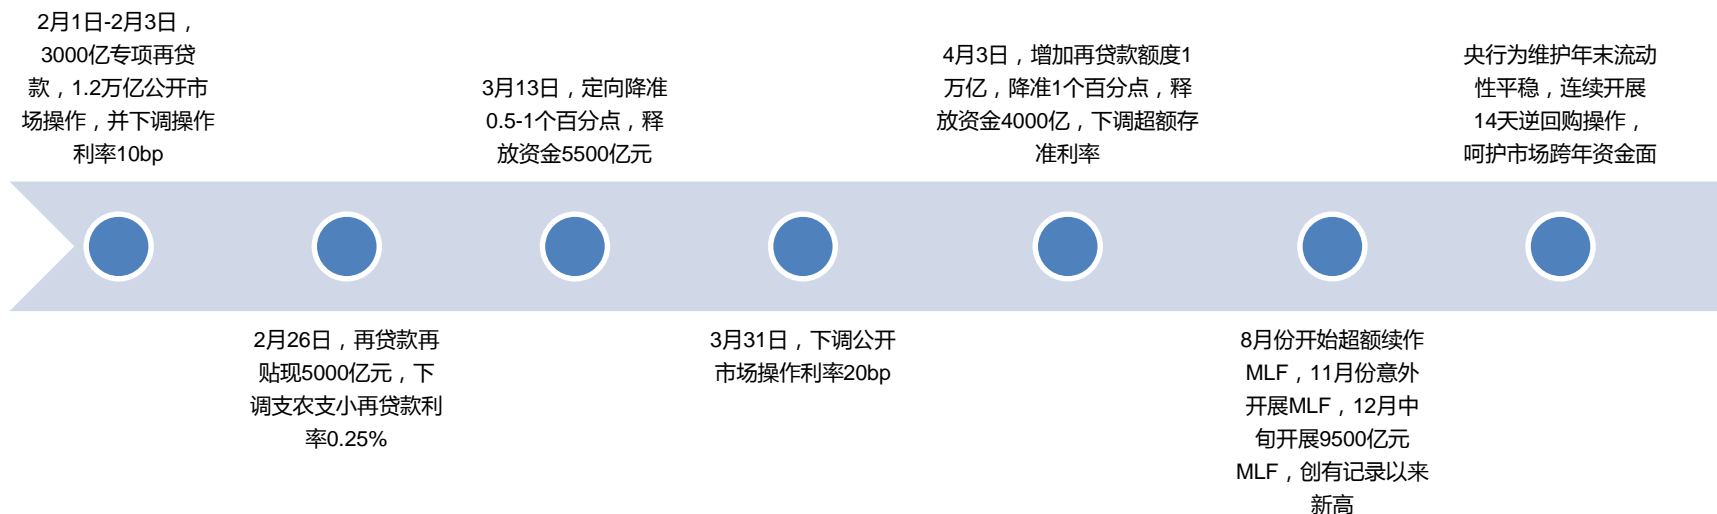 2月1日-2月3日，
3000亿专项再贷
款，1.2万亿公开市
场操作，并下调操作
利率10bp
2月26日，再贷款再
贴现5000亿元，下
调支农支小再贷款利
率0.25%
3月13日，定向降准
0.5-1个百分点，释
放资金5500亿元
3月31日，下调公开
市场操作利率20bp
4月3日，增加再贷款额度1
万亿，降准1个百分点，释
放资金4000亿，下调超额存
准利率
8月份开始超额续作
MLF，11月份意外
开展MLF，12月中
旬开展9500亿元
MLF，创有记录以来
新高
央行为维护年末流动
性平稳，连续开展
14天逆回购操作，
呵护市场跨年资金面